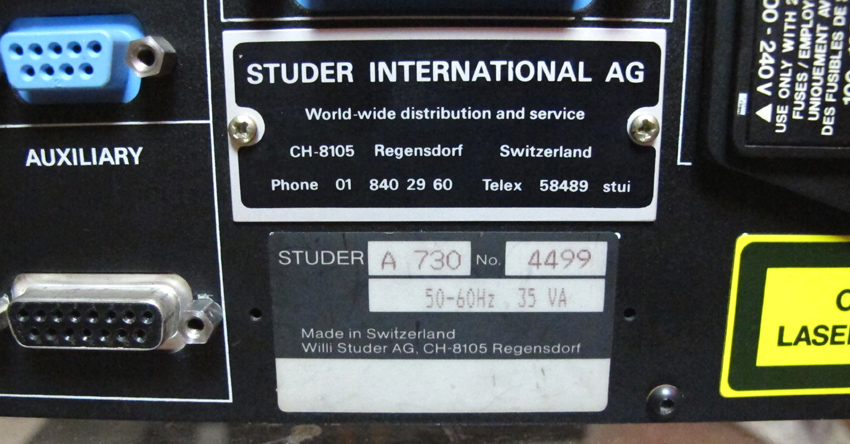 STUDER INTERNATIONAL AG
World-wide distribution and service
CH-8105 Regensdorf Switzerland
Phone 01 840 29 60 Telex 58489 stui
AUXILIARY
STUDER A 730 No. 4499
50-60Hz 35 VA
Made in Switzerland
Willi Studer AG, CH-8105 Regensdorf
00 - 240 V
USE ONLY WITH
FUSES / EMPLOY
UNIQUEMENT AV
DES FUSIBLES DE
LASE